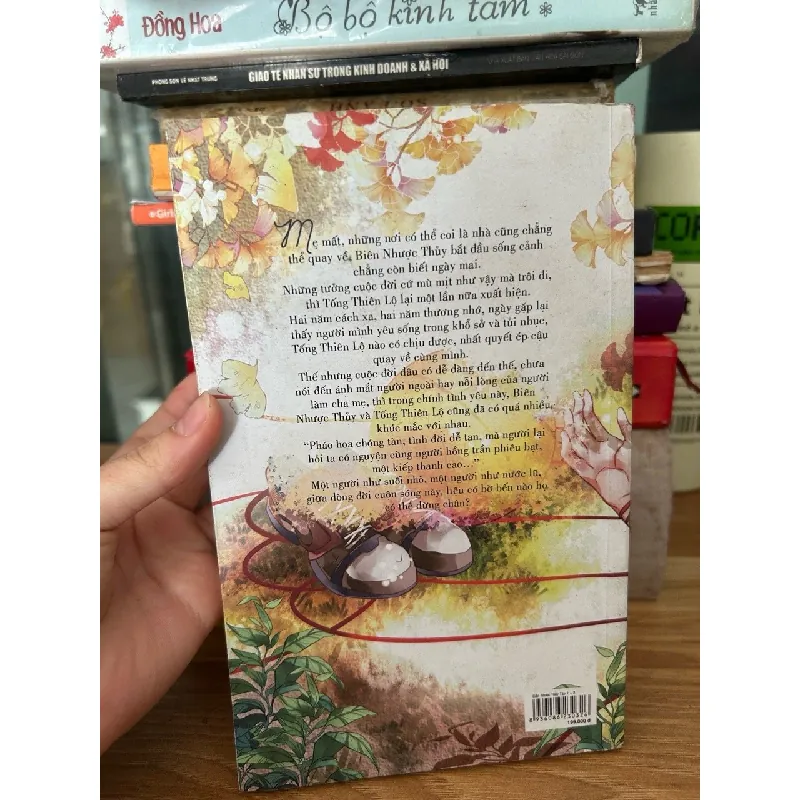 Đồng Hoa
Bộ bộ kinh tâm
PHONG SƠN LÊ NHẬT TRUNG
GIAO TẾ NHÂN SỰ TRONG KINH DOANH & XÃ HỘI
Mẹ mất, những nơi có thể coi là nhà cũng chẳng
thể quay về, Biên Nhược Thủy bắt đầu sống cảnh
chẳng còn biết ngày mai.
Những tưởng cuộc đời cứ mù mịt như vậy mà trôi đi,
thì Tống Thiên Lộ lại một lần nữa xuất hiện.
Hai năm cách xa, hai năm thương nhớ, ngày gặp lại
thấy người mình yêu sống trong khổ sở và tủi nhục,
Tống Thiên Lộ nào có chịu được, nhất quyết ép cậu
quay về cùng mình.
Thế nhưng cuộc đời đâu có dễ dàng đến thế, chưa
nói đến ánh mắt người ngoài hay nỗi lòng của người
làm cha mẹ, thì trong chính tình yêu này, Biên
Nhược Thủy và Tống Thiên Lộ cũng đã có quá nhiều
khúc mắc với nhau.
"Pháo hoa chóng tàn, tình đời dễ tan, mà người lại
hỏi ta có nguyện cùng người hồng trần phiêu bạt,
một kiếp thanh cao..."
Một người như suối nhỏ, một người như nước lũ,
giữa dòng đời cuồn sóng này, liệu có bờ bến nào họ
có thể dừng chân?
COF